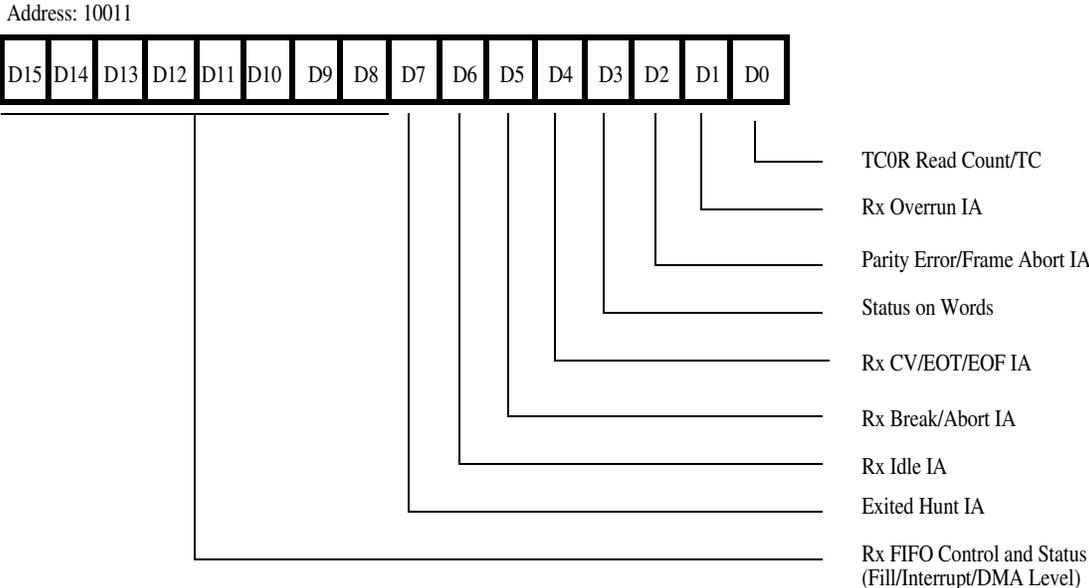 Address: 10011
D15 D14 D13 D12 D11 D10 D9 D8 D7 D6 D5 D4 D3 D2 D1 D0
TC0R Read Count/TC
Rx Overrun IA
Parity Error/Frame Abort IA
Status on Words
Rx CV/EOT/EOF IA
Rx Break/Abort IA
Rx Idle IA
Exited Hunt IA
Rx FIFO Control and Status
(Fill/Interrupt/DMA Level)